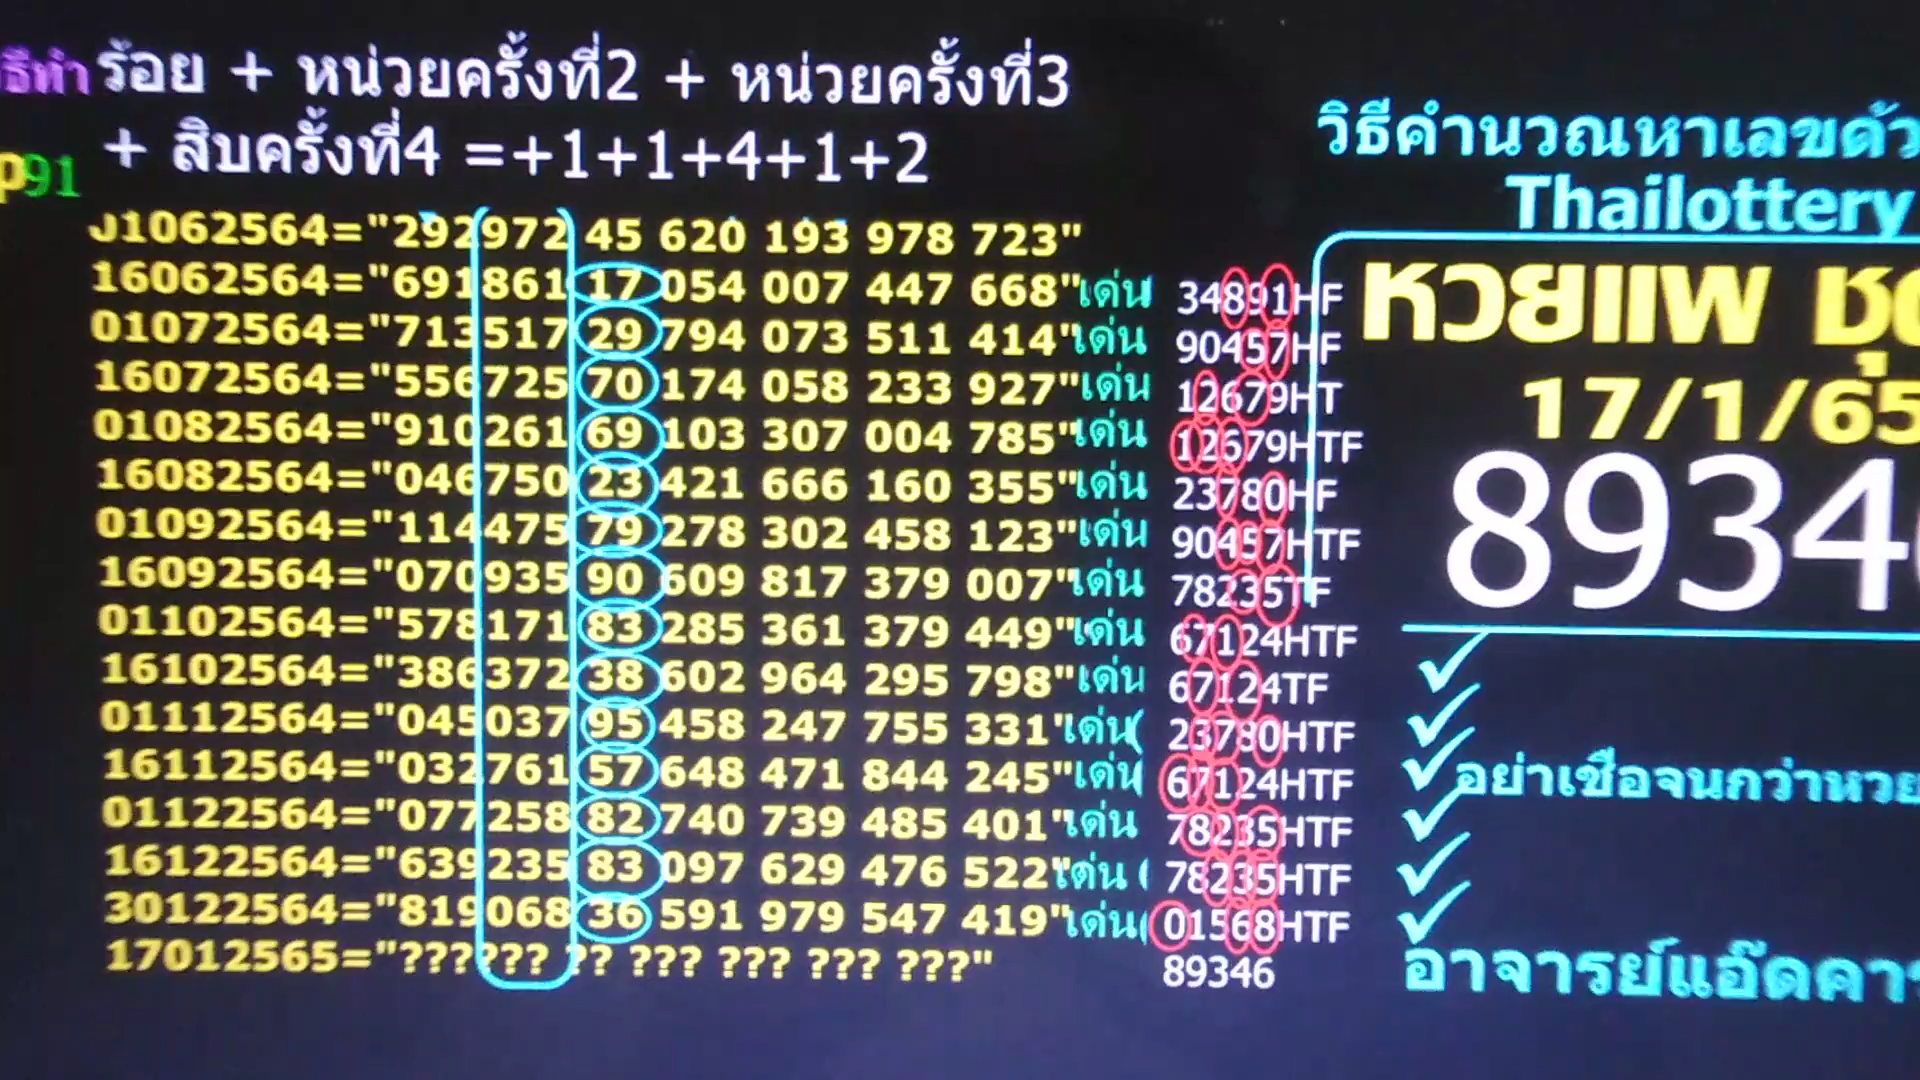 ธีทำ ร้อย + หน่วยครั้งที่2 + หน่วยครั้งที่3
+ สิบครั้งที่4 =+1+1+4+1+2
p91
1062564="292972 45 620 193 978 723"
16062564="691861 17 054 007 447 668"เด่น 34891HF
01072564="713517 29 794 073 511 414"เด่น 90457HF
16072564="556725 70 174 058 233 927"เด่น 12679HT
01082564="910261 69 103 307 004 785"เด่น 12679HTF
16082564="046750 23 421 666 160 355"เด่น 23780HF
01092564="114475 79 278 302 458 123"เด่น 90457HTF
16092564="070935 90 609 817 379 007"เด่น 78235TF
01102564="578171 83 285 361 379 449"เด่น 67124HTF
16102564="386372 38 602 964 295 798"เด่น 67124TF
01112564="045037 95 458 247 755 331"เด่น( 23780HTF
16112564="032761 57 648 471 844 245"เด่น( 67124HTF
01122564="077258 82 740 739 485 401"เด่น 78235HTF
16122564="639235 83 097 629 476 522"เด่น ( 78235HTF
30122564="819068 36 591 979 547 419"เด่น( 01568HTF
17012565="?????? ?? ??? ??? ??? ???"
89346
วิธีคำนวณหาเลขด้ว
Thailottery
หวยแพ ชุด
17/1/65
8934
อย่าเชื่อจนกว่าหวย
อาจารย์แอ๊ดคาร